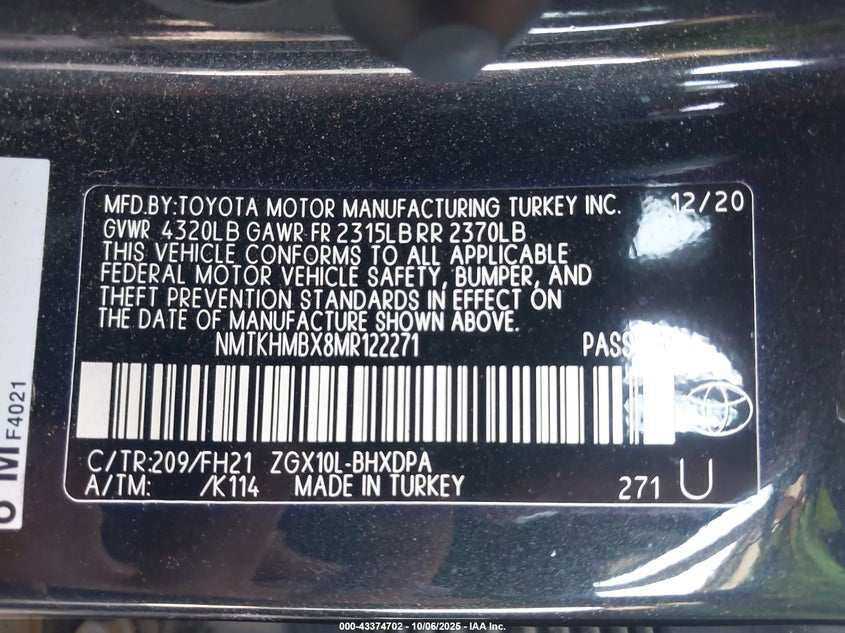 MFD.BY:TOYOTA MOTOR MANUFACTURING TURKEY INC. 12/20
GVWR 4320LB GAWR FR 2315LB RR 2370LB
THIS VEHICLE CONFORMS TO ALL APPLICABLE
FEDERAL MOTOR VEHICLE SAFETY, BUMPER, AND
THEFT PREVENTION STANDARDS IN EFFECT ON
THE DATE OF MANUFACTURE SHOWN ABOVE.
NMTKHMBX8MR122271
C/TR:209/FH21 ZGX10L-BHXDPA
A/TM: /K114 MADE IN TURKEY 271 U
F4021
000-43374702 - 10/06/2025 - IAA Inc.